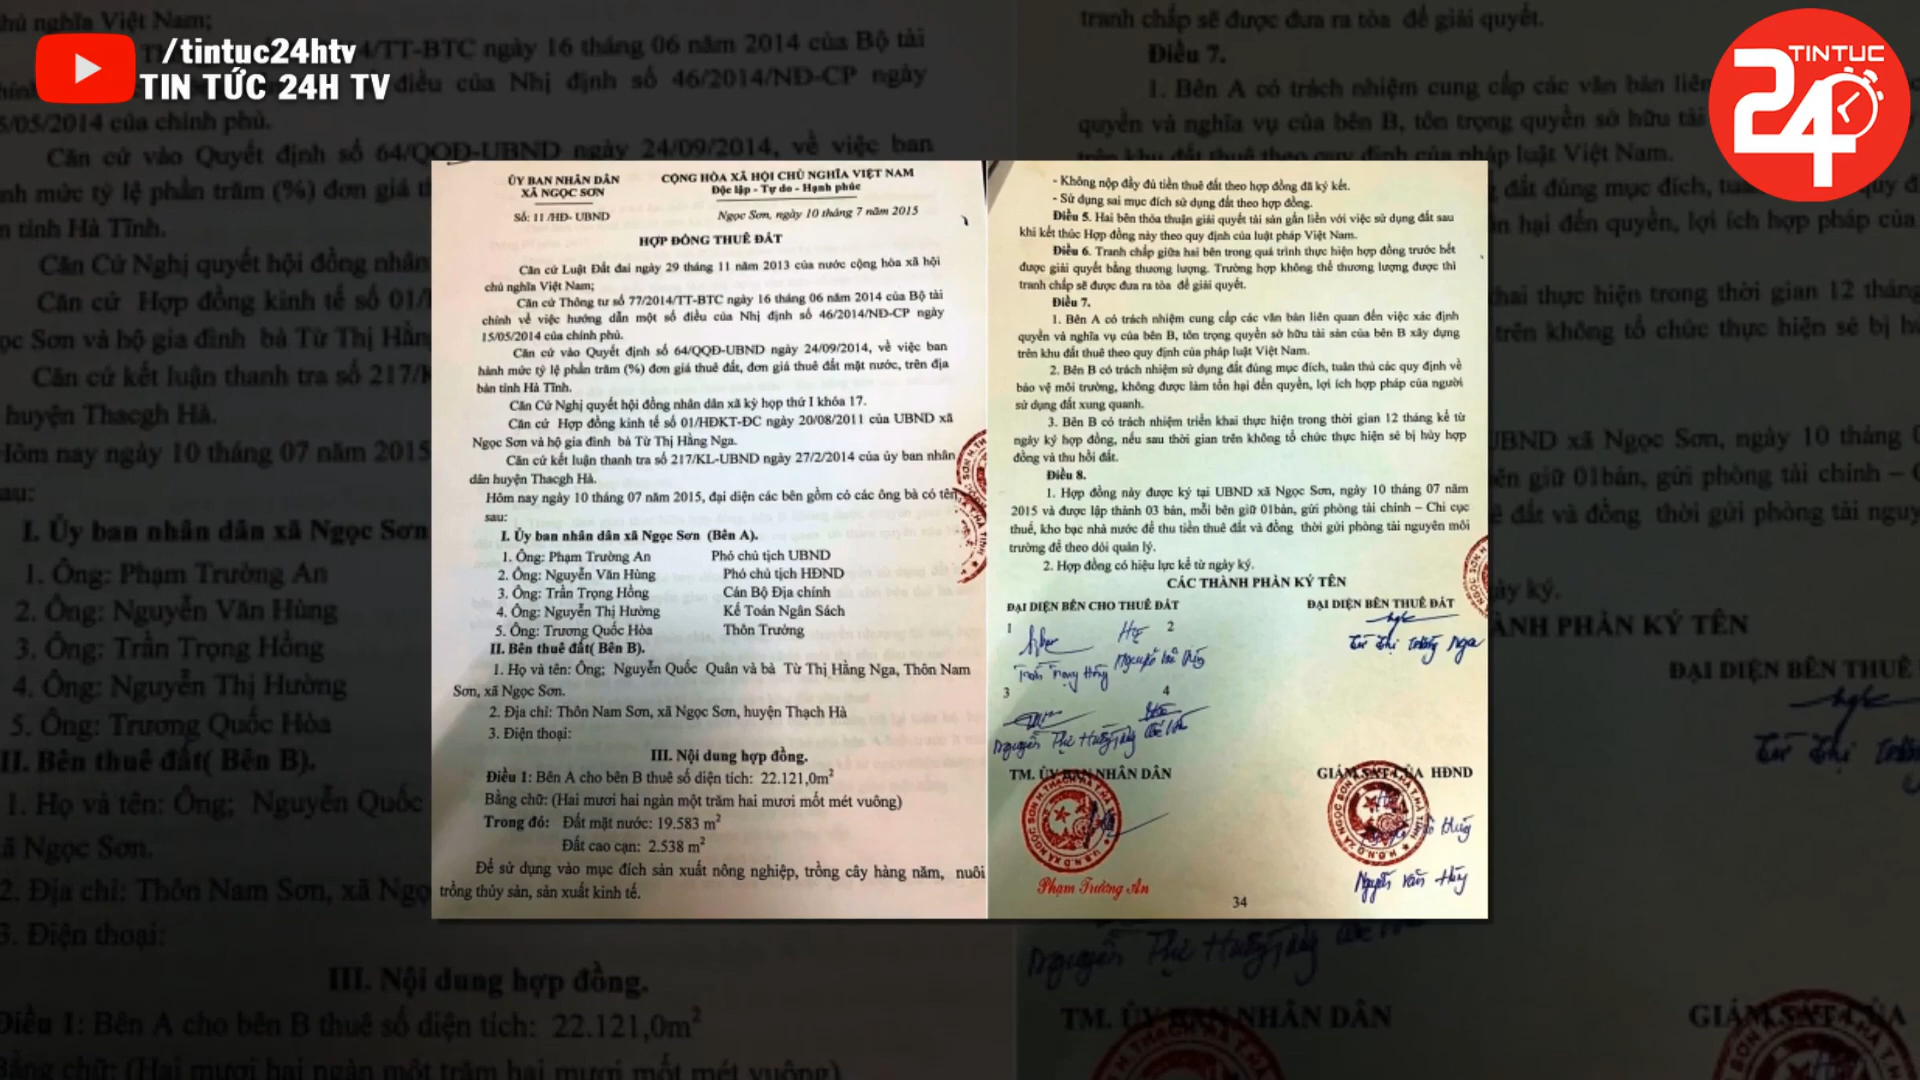 /tintuc24htv
TIN TỨC 24H TV
TINTUC
24
ỦY BAN NHÂN DÂN
XÃ NGỌC SƠN
CỘNG HÒA XÃ HỘI CHỦ NGHĨA VIỆT NAM
Độc lập - Tự do - Hạnh phúc
Số: 11 /HĐ- UBND
Ngọc Sơn, ngày 10 tháng 7 năm 2015
HỢP ĐỒNG THUÊ ĐẤT
Căn cứ Luật Đất đai ngày 29 tháng 11 năm 2013 của nước cộng hòa xã hội
chủ nghĩa Việt Nam;
Căn cứ Thông tư số 77/2014/TT-BTC ngày 16 tháng 06 năm 2014 của Bộ tài
chính về việc hướng dẫn một số điều của Nhị định số 46/2014/NĐ-CP ngày
15/05/2014 của chính phủ.
Căn cứ vào Quyết định số 64/QQĐ-UBND ngày 24/09/2014, về việc ban
hành mức tỷ lệ phần trăm (%) đơn giá thuê đất, đơn giá thuê đất mặt nước, trên địa
bàn tỉnh Hà Tĩnh.
Căn Cứ Nghị quyết hội đồng nhân dân xã kỳ họp thứ I khóa 17.
Căn cứ Hợp đồng kinh tế số 01/HĐKT-ĐC ngày 20/08/2011 của UBND xã
Ngọc Sơn và hộ gia đình bà Từ Thị Hằng Nga.
Căn cứ kết luận thanh tra số 217/KL-UBND ngày 27/2/2014 của ủy ban nhân
dân huyện Thacgh Hà.
Hôm nay ngày 10 tháng 07 năm 2015, đại diện các bên gồm có các ông bà có tên
sau:
I. Ủy ban nhân dân xã Ngọc Sơn (Bên A).
1. Ông: Phạm Trường An Phó chủ tịch UBND
2. Ông: Nguyễn Văn Hùng Phó chủ tịch HĐND
3. Ông: Trần Trọng Hồng Cán Bộ Địa chính
4. Ông: Nguyễn Thị Hường Kế Toán Ngân Sách
5. Ông: Trương Quốc Hòa Thôn Trưởng
II. Bên thuê đất( Bên B).
1. Họ và tên: Ông; Nguyễn Quốc Quân và bà Từ Thị Hằng Nga, Thôn Nam
Sơn, xã Ngọc Sơn.
2. Địa chỉ: Thôn Nam Sơn, xã Ngọc Sơn, huyện Thạch Hà
3. Điện thoại:
III. Nội dung hợp đồng.
Điều 1: Bên A cho bên B thuê số diện tích: 22.121,0m²
Bằng chữ: (Hai mươi hai ngàn một trăm hai mươi mốt mét vuông)
Trong đó: Đất mặt nước: 19.583 m²
Đất cao cạn: 2.538 m²
Để sử dụng vào mục đích sản xuất nông nghiệp, trồng cây hàng năm, nuôi
trồng thủy sản, sản xuất kinh tế.
- Không nộp đầy đủ tiền thuê đất theo hợp đồng đã ký kết.
- Sử dụng sai mục đích sử dụng đất theo hợp đồng.
Điều 5. Hai bên thỏa thuận giải quyết tài sản gắn liền với việc sử dụng đất sau
khi kết thúc Hợp đồng này theo quy định của luật pháp Việt Nam.
Điều 6. Tranh chấp giữa hai bên trong quá trình thực hiện hợp đồng trước hết
được giải quyết bằng thương lượng. Trường hợp không thể thương lượng được thì
tranh chấp sẽ được đưa ra tòa để giải quyết.
Điều 7.
1. Bên A có trách nhiệm cung cấp các văn bản liên quan đến việc xác định
quyền và nghĩa vụ của bên B, tôn trọng quyền sở hữu tài sản của bên B xây dựng
trên khu đất thuê theo quy định của pháp luật Việt Nam.
2. Bên B có trách nhiệm sử dụng đất đúng mục đích, tuân thủ các quy định về
bảo vệ môi trường, không được làm tổn hại đến quyền, lợi ích hợp pháp của người
sử dụng đất xung quanh.
3. Bên B có trách nhiệm triển khai thực hiện trong thời gian 12 tháng kể từ
ngày ký hợp đồng, nếu sau thời gian trên không tổ chức thực hiện sẽ bị hủy hợp
đồng và thu hồi đất.
Điều 8.
1. Hợp đồng này được ký tại UBND xã Ngọc Sơn, ngày 10 tháng 07 năm
2015 và được lập thành 03 bản, mỗi bên giữ 01bản, gửi phòng tài chính – Chi cục
thuế, kho bạc nhà nước để thu tiền thuê đất và đồng thời gửi phòng tài nguyên môi
trường để theo dõi quản lý.
2. Hợp đồng có hiệu lực kể từ ngày ký.
CÁC THÀNH PHẦN KÝ TÊN
ĐẠI DIỆN BÊN CHO THUÊ ĐẤT
ĐẠI DIỆN BÊN THUÊ ĐẤT
1 2
Trần Trọng Hồng Nguyễn Văn Hùng
Từ Thị Hằng Nga
3 4
Nguyễn Thị Hường
TM. ỦY BAN NHÂN DÂN
GIÁM SÁT CỦA HĐND
Phạm Trường An
Nguyễn Văn Hùng
34